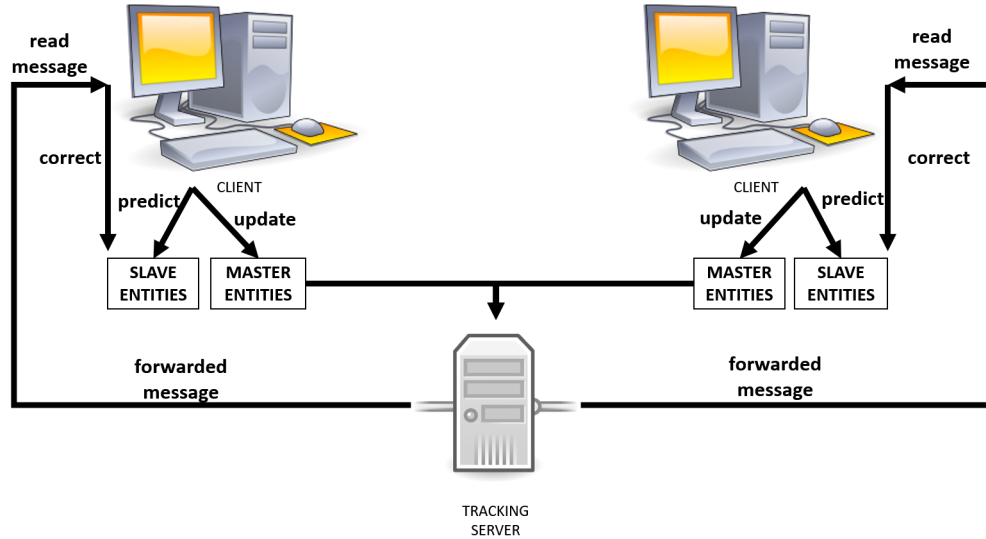 read
message
read
message
correct
correct
CLIENT
CLIENT
predict
update
update
predict
SLAVE
ENTITIES
MASTER
ENTITIES
MASTER
ENTITIES
SLAVE
ENTITIES
forwarded
message
forwarded
message
TRACKING
SERVER